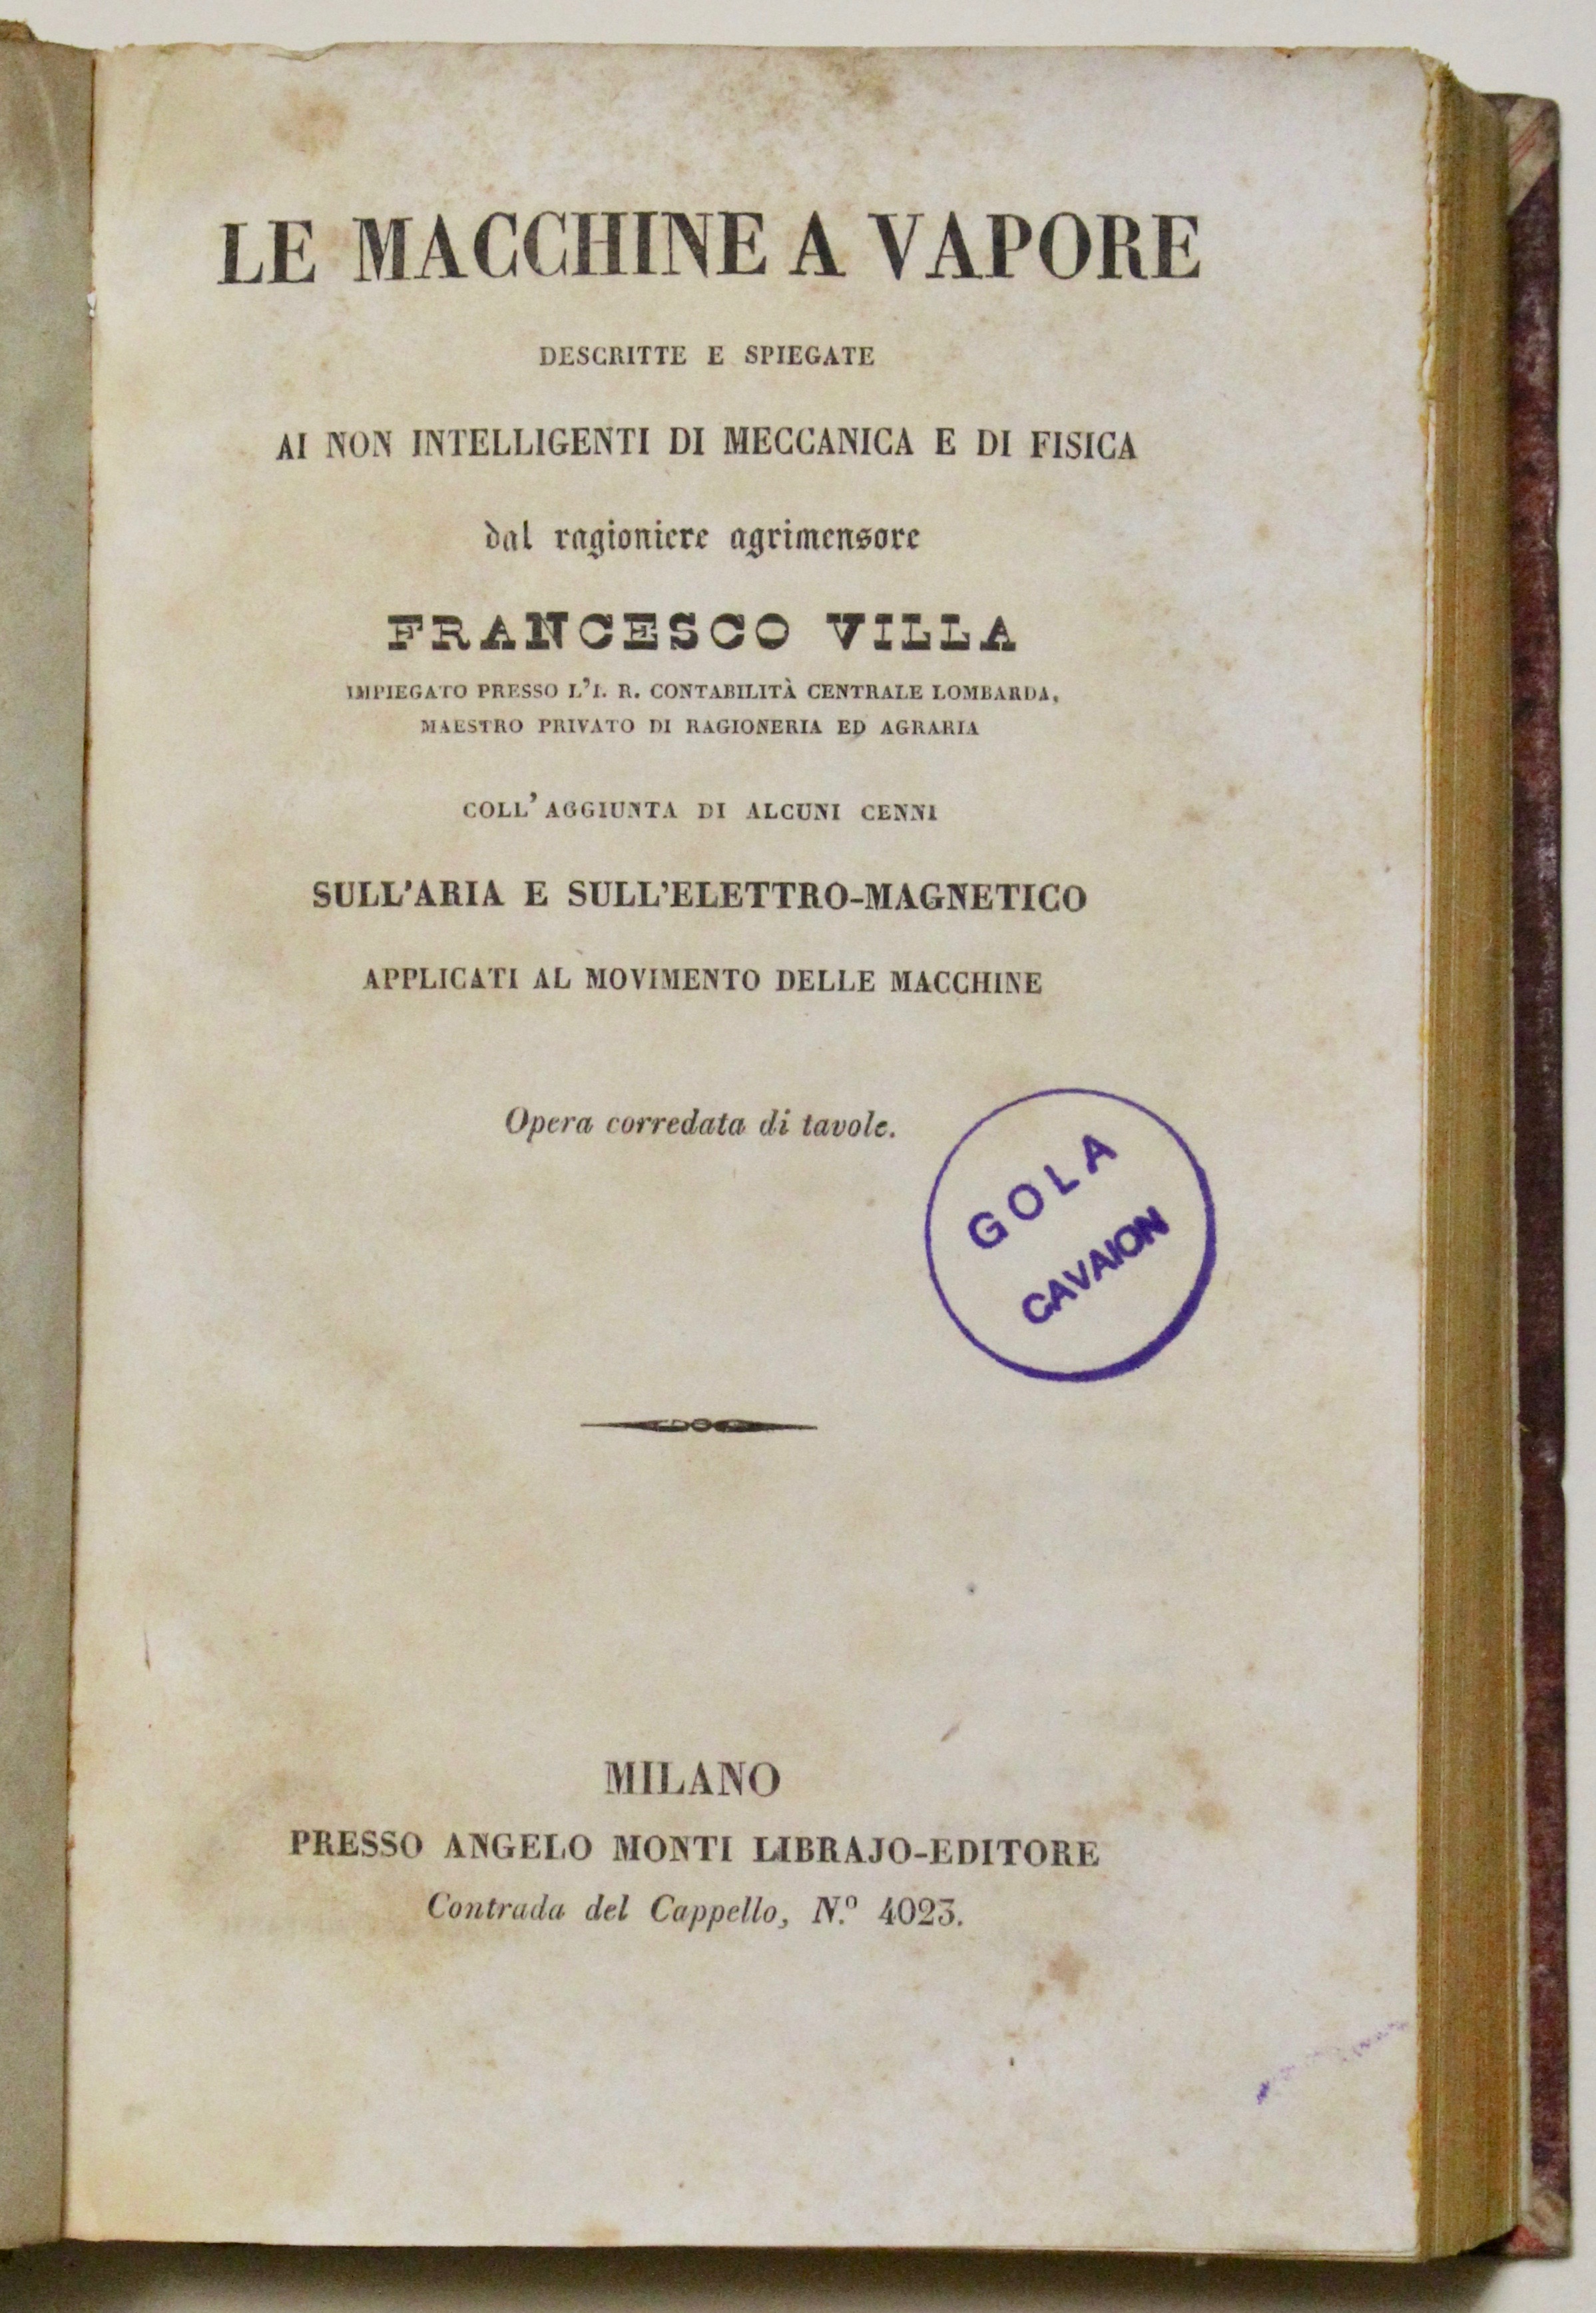 LE MACCHINE A VAPORE
DESCRITTE E SPIEGATE
AI NON INTELLIGENTI DI MECCANICA E DI FISICA
dal ragioniere agrimensore
FRANCESCO VILLA
IMPIEGATO PRESSO L'I. R. CONTABILITÀ CENTRALE LOMBARDA,
MAESTRO PRIVATO DI RAGIONERIA ED AGRARIA
COLL' AGGIUNTA DI ALCUNI CENNI
SULL'ARIA E SULL'ELETTRO-MAGNETICO
APPLICATI AL MOVIMENTO DELLE MACCHINE
Opera corredata di tavole.
GOLA
CAVAION
MILANO
PRESSO ANGELO MONTI LIBRAJO-EDITORE
Contrada del Cappello, N.º 4023.